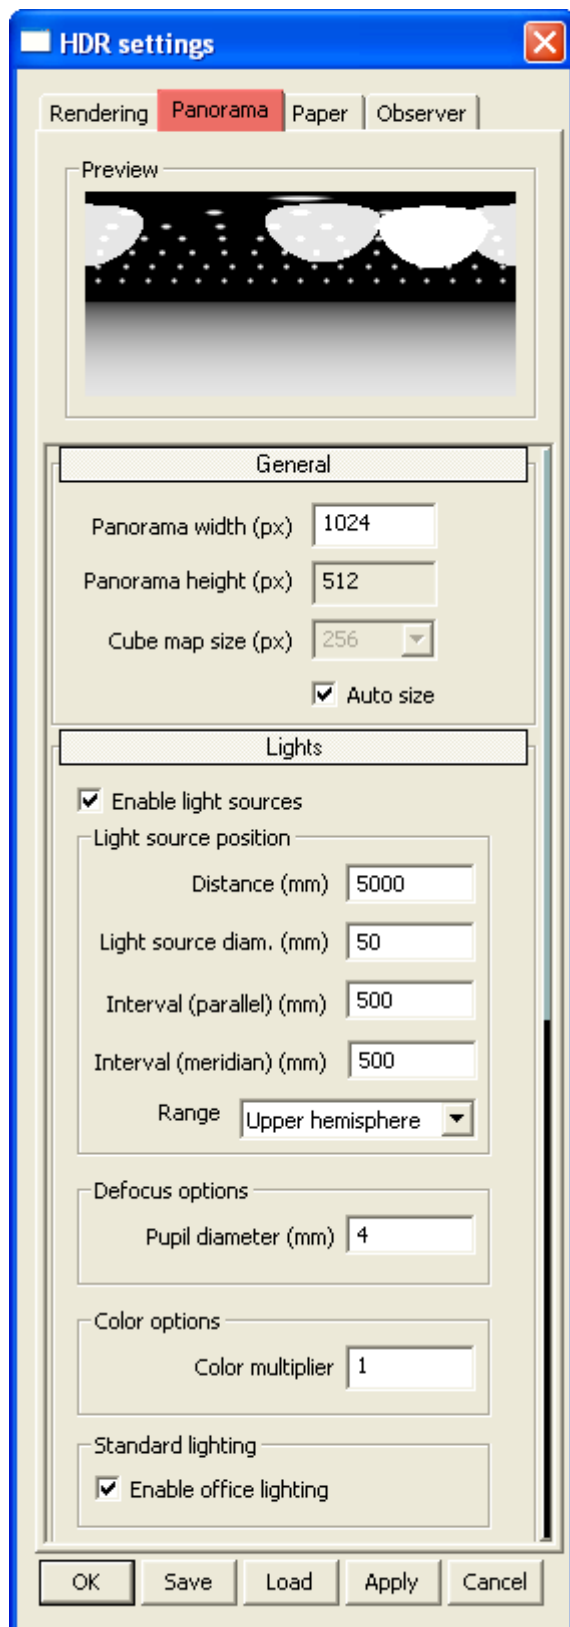 HDR settings
Rendering Panorama Paper Observer
Preview
General
Panorama width (px) 1024
Panorama height (px) 512
Cube map size (px) 256
Auto size
Lights
Enable light sources
Light source position
Distance (mm) 5000
Light source diam. (mm) 50
Interval (parallel) (mm) 500
Interval (meridian) (mm) 500
Range Upper hemisphere
Defocus options
Pupil diameter (mm) 4
Color options
Color multiplier 1
Standard lighting
Enable office lighting
OK Save Load Apply Cancel